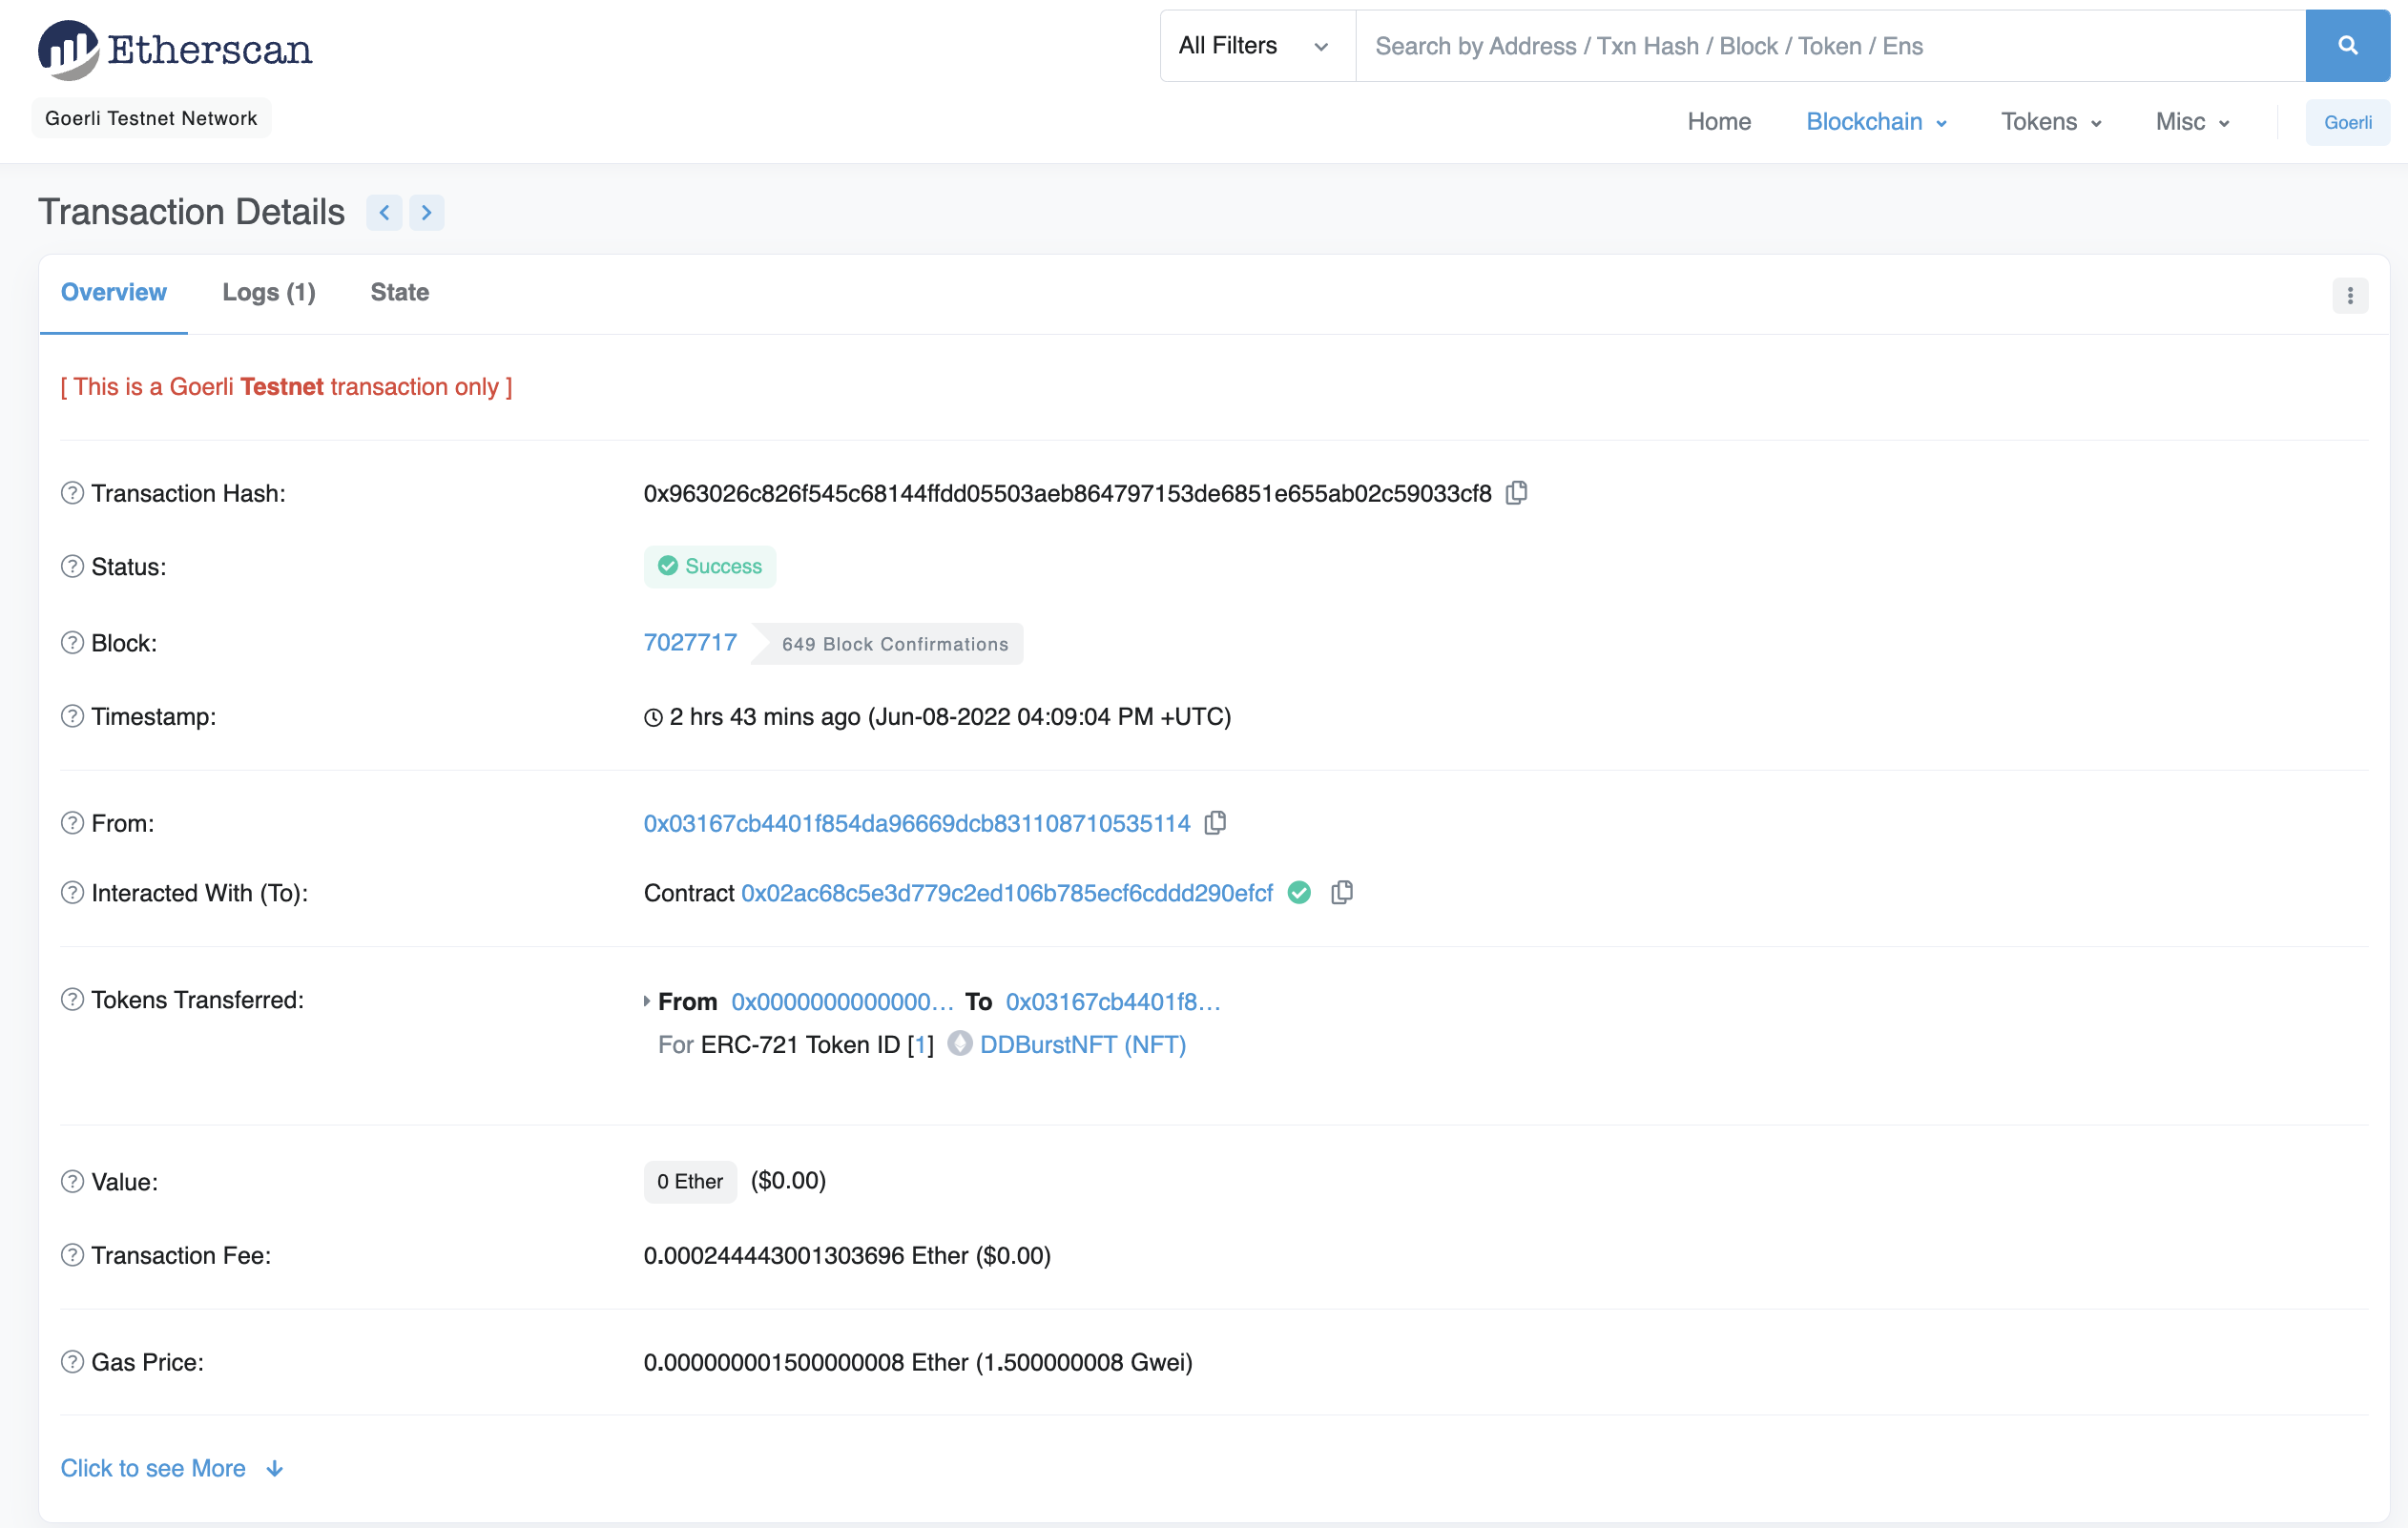 Etherscan
All Filters
Search by Address / Txn Hash / Block / Token / Ens
Goerli Testnet Network
Home Blockchain Tokens Misc Goerli
Transaction Details
Overview Logs (1) State
[ This is a Goerli Testnet transaction only ]
Transaction Hash: 0x963026c826f545c68144ffdd05503aeb864797153de6851e655ab02c59033cf8
Status: Success
Block: 7027717 649 Block Confirmations
Timestamp: 2 hrs 43 mins ago (Jun-08-2022 04:09:04 PM +UTC)
From: 0x03167cb4401f854da96669dcb831108710535114
Interacted With (To): Contract 0x02ac68c5e3d779c2ed106b785ecf6cddd290efcf
Tokens Transferred: From 0x0000000000000... To 0x03167cb4401f8...
For ERC-721 Token ID [1] DDBurstNFT (NFT)
Value: 0 Ether ($0.00)
Transaction Fee: 0.000244443001303696 Ether ($0.00)
Gas Price: 0.000000001500000008 Ether (1.500000008 Gwei)
Click to see More